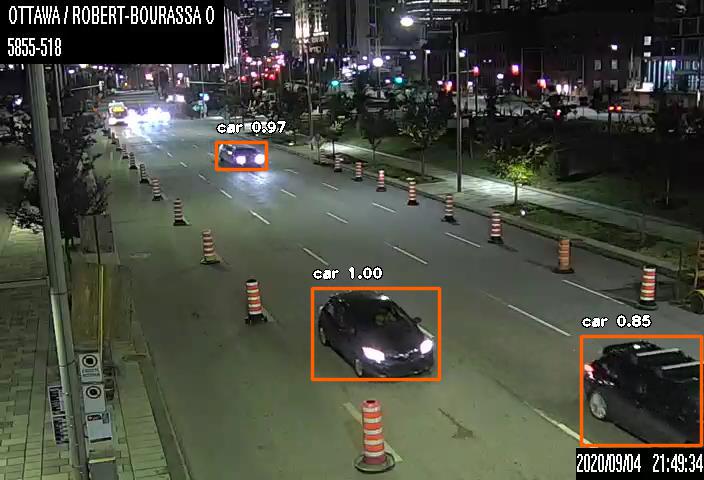 OTTAWA / ROBERT-BOURASSA O
5855-518
car 0.97
car 1.00
car 0.85
2020/09/04 21:49:34